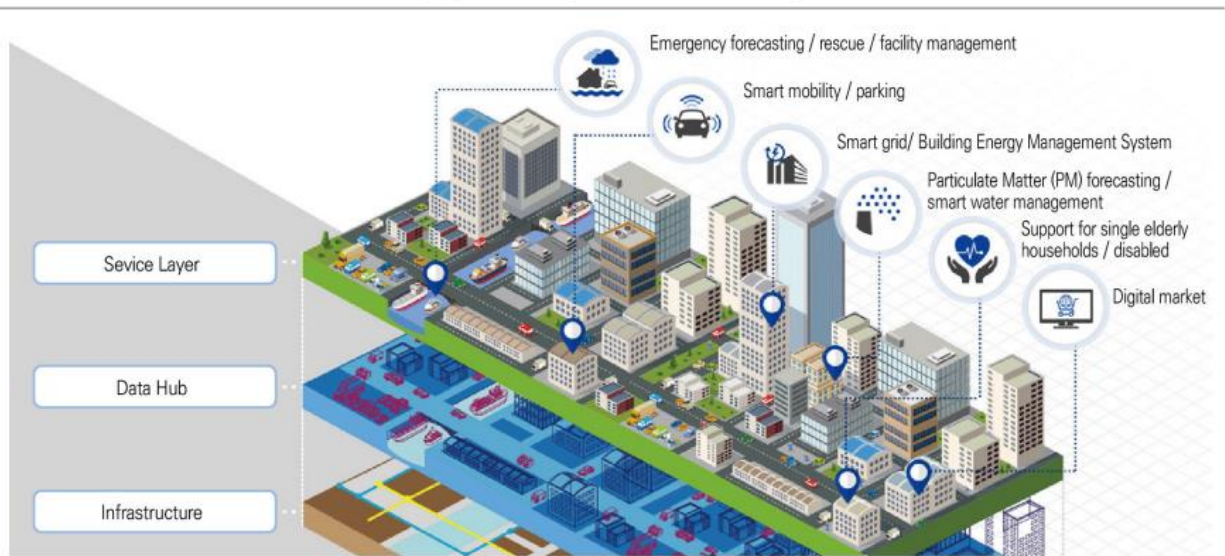 Emergency forecasting / rescue / facility management
Smart mobility / parking
Smart grid/ Building Energy Management System
Particulate Matter (PM) forecasting /
smart water management
Support for single elderly
households / disabled
Digital market
Sevice Layer
Data Hub
Infrastructure